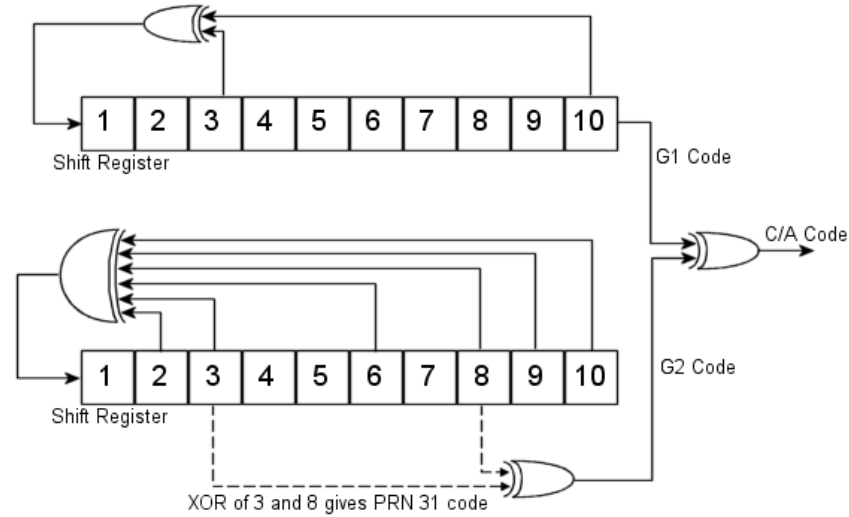 1 2 3 4 5 6 7 8 9 10
Shift Register
G1 Code
C/A Code
1 2 3 4 5 6 7 8 9 10
Shift Register
G2 Code
XOR of 3 and 8 gives PRN 31 code